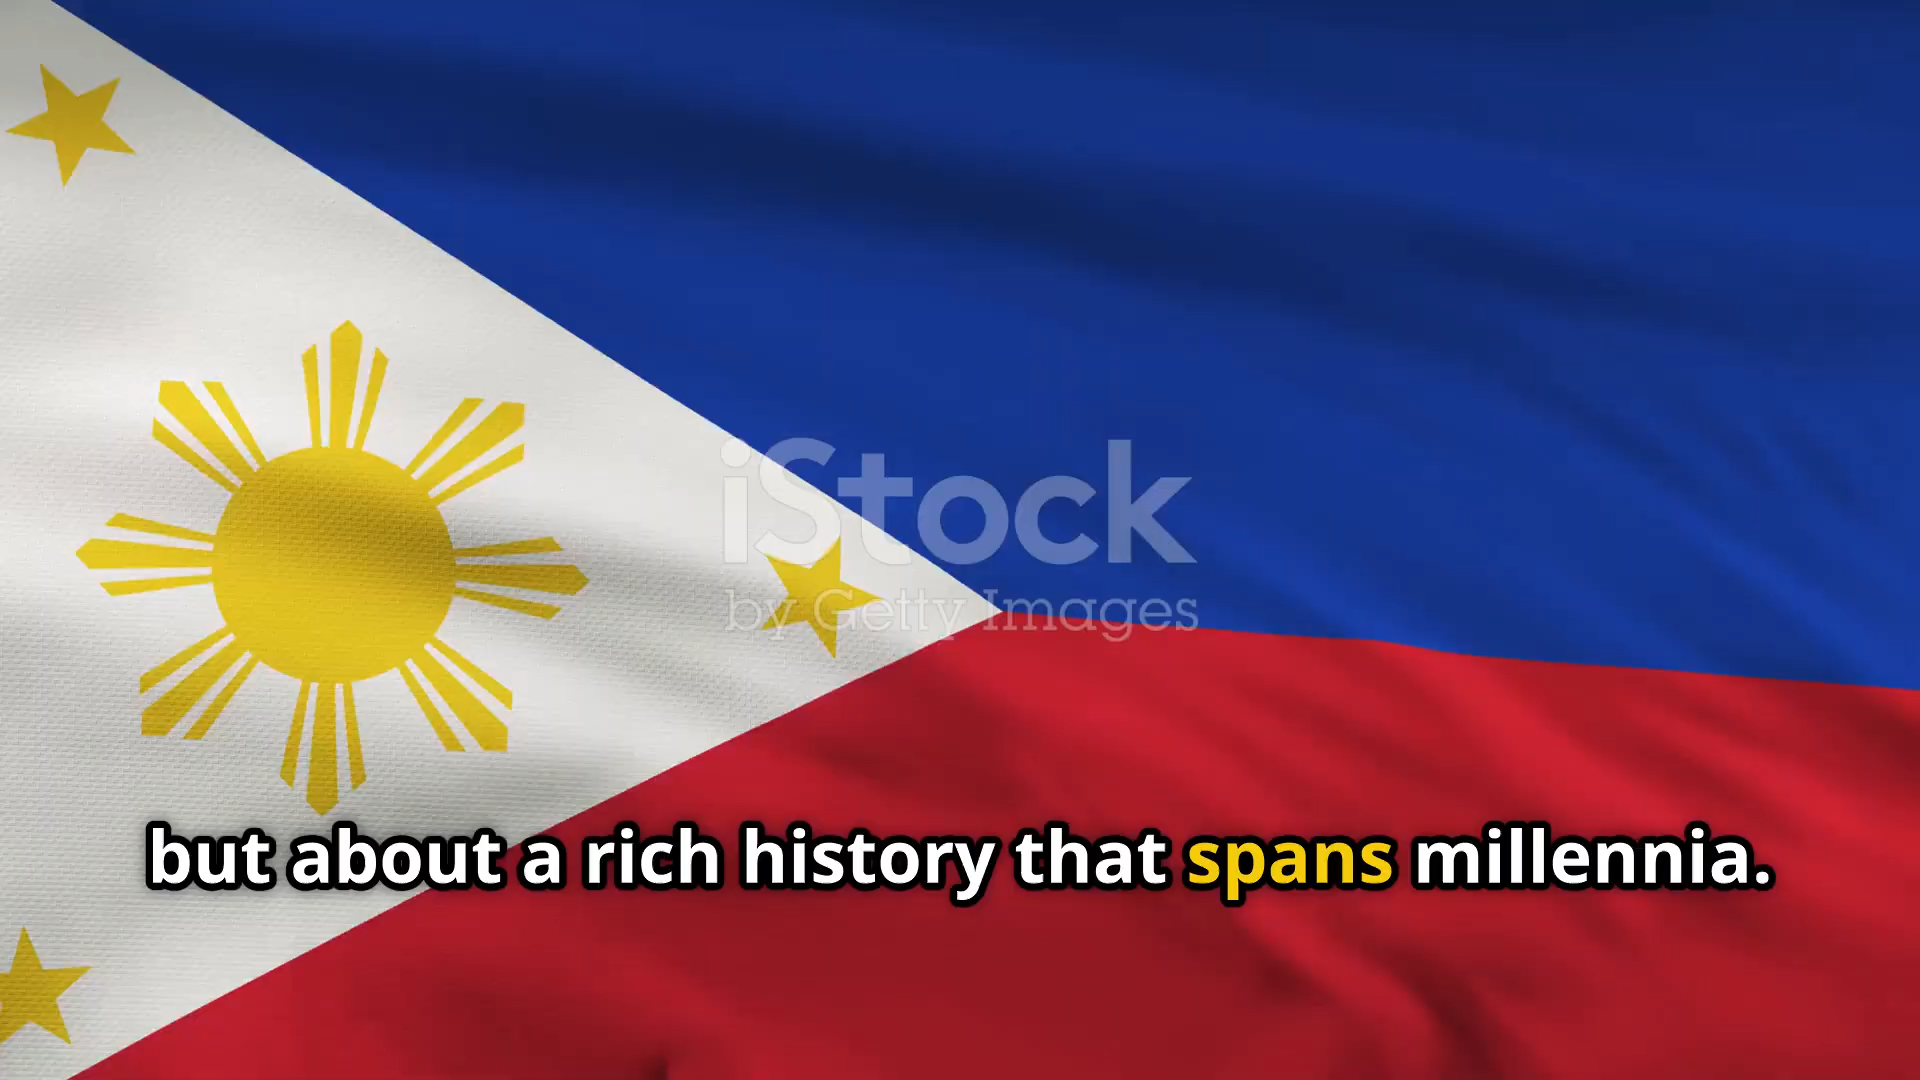 iStock
by Getty Images
but about a rich history that spans millennia.